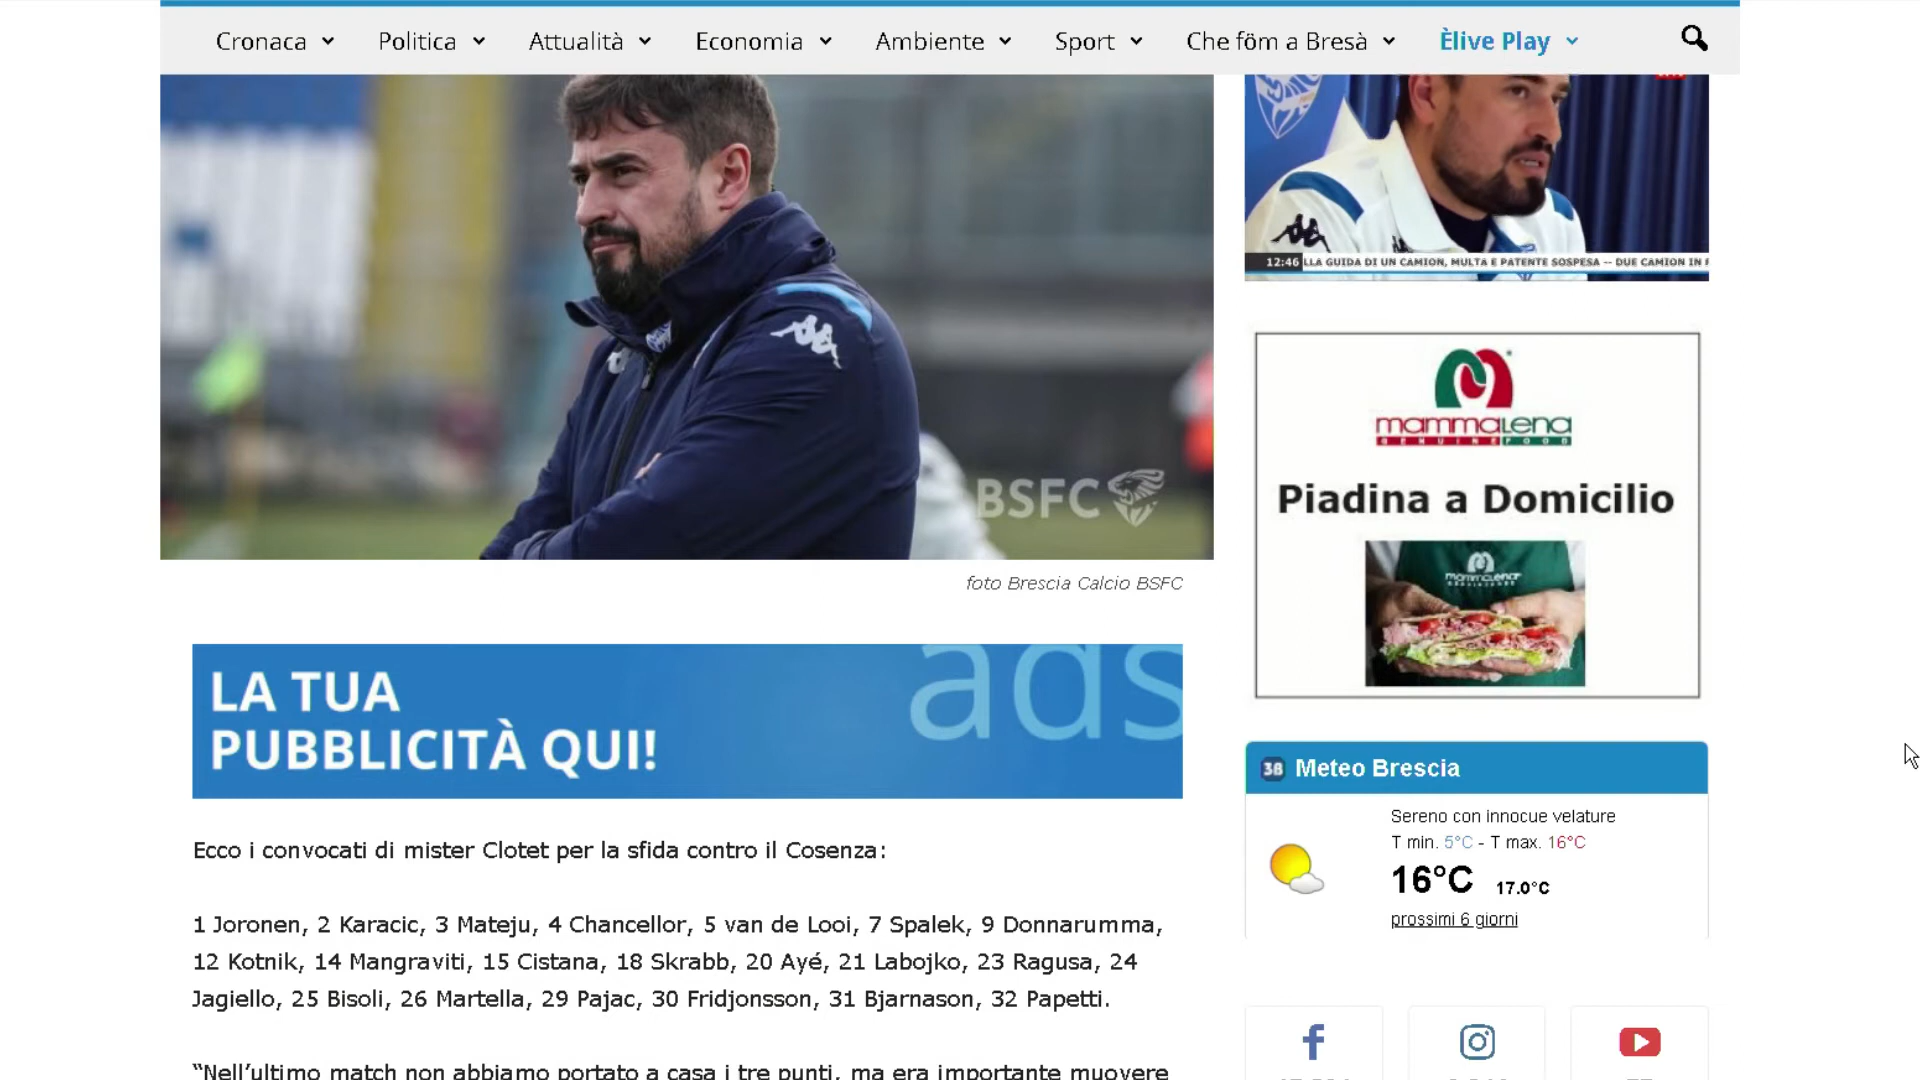 Cronaca Politica Attualità Economia Ambiente Sport Che föm a Bresà Èlive Play
12:46 LLA GUIDA DI UN CAMION, MULTA E PATENTE SOSPESA -- DUE CAMION IN
BSFC
foto Brescia Calcio BSFC
LA TUA
PUBBLICITÀ QUI!
ads
Ecco i convocati di mister Clotet per la sfida contro il Cosenza:
1 Joronen, 2 Karacic, 3 Mateju, 4 Chancellor, 5 van de Looi, 7 Spalek, 9 Donnarumma,
12 Kotnik, 14 Mangraviti, 15 Cistana, 18 Skrabb, 20 Ayé, 21 Labojko, 23 Ragusa, 24
Jagiello, 25 Bisoli, 26 Martella, 29 Pajac, 30 Fridjonsson, 31 Bjarnason, 32 Papetti.
“Nell’ultimo match non abbiamo portato a casa i tre punti, ma era importante muovere
mammaLena
GENUINE FOOD
Piadina a Domicilio
mammaLena
3B Meteo Brescia
Sereno con innocue velature
T min. 5°C - T max. 16°C
16°C 17.0°C
prossimi 6 giorni